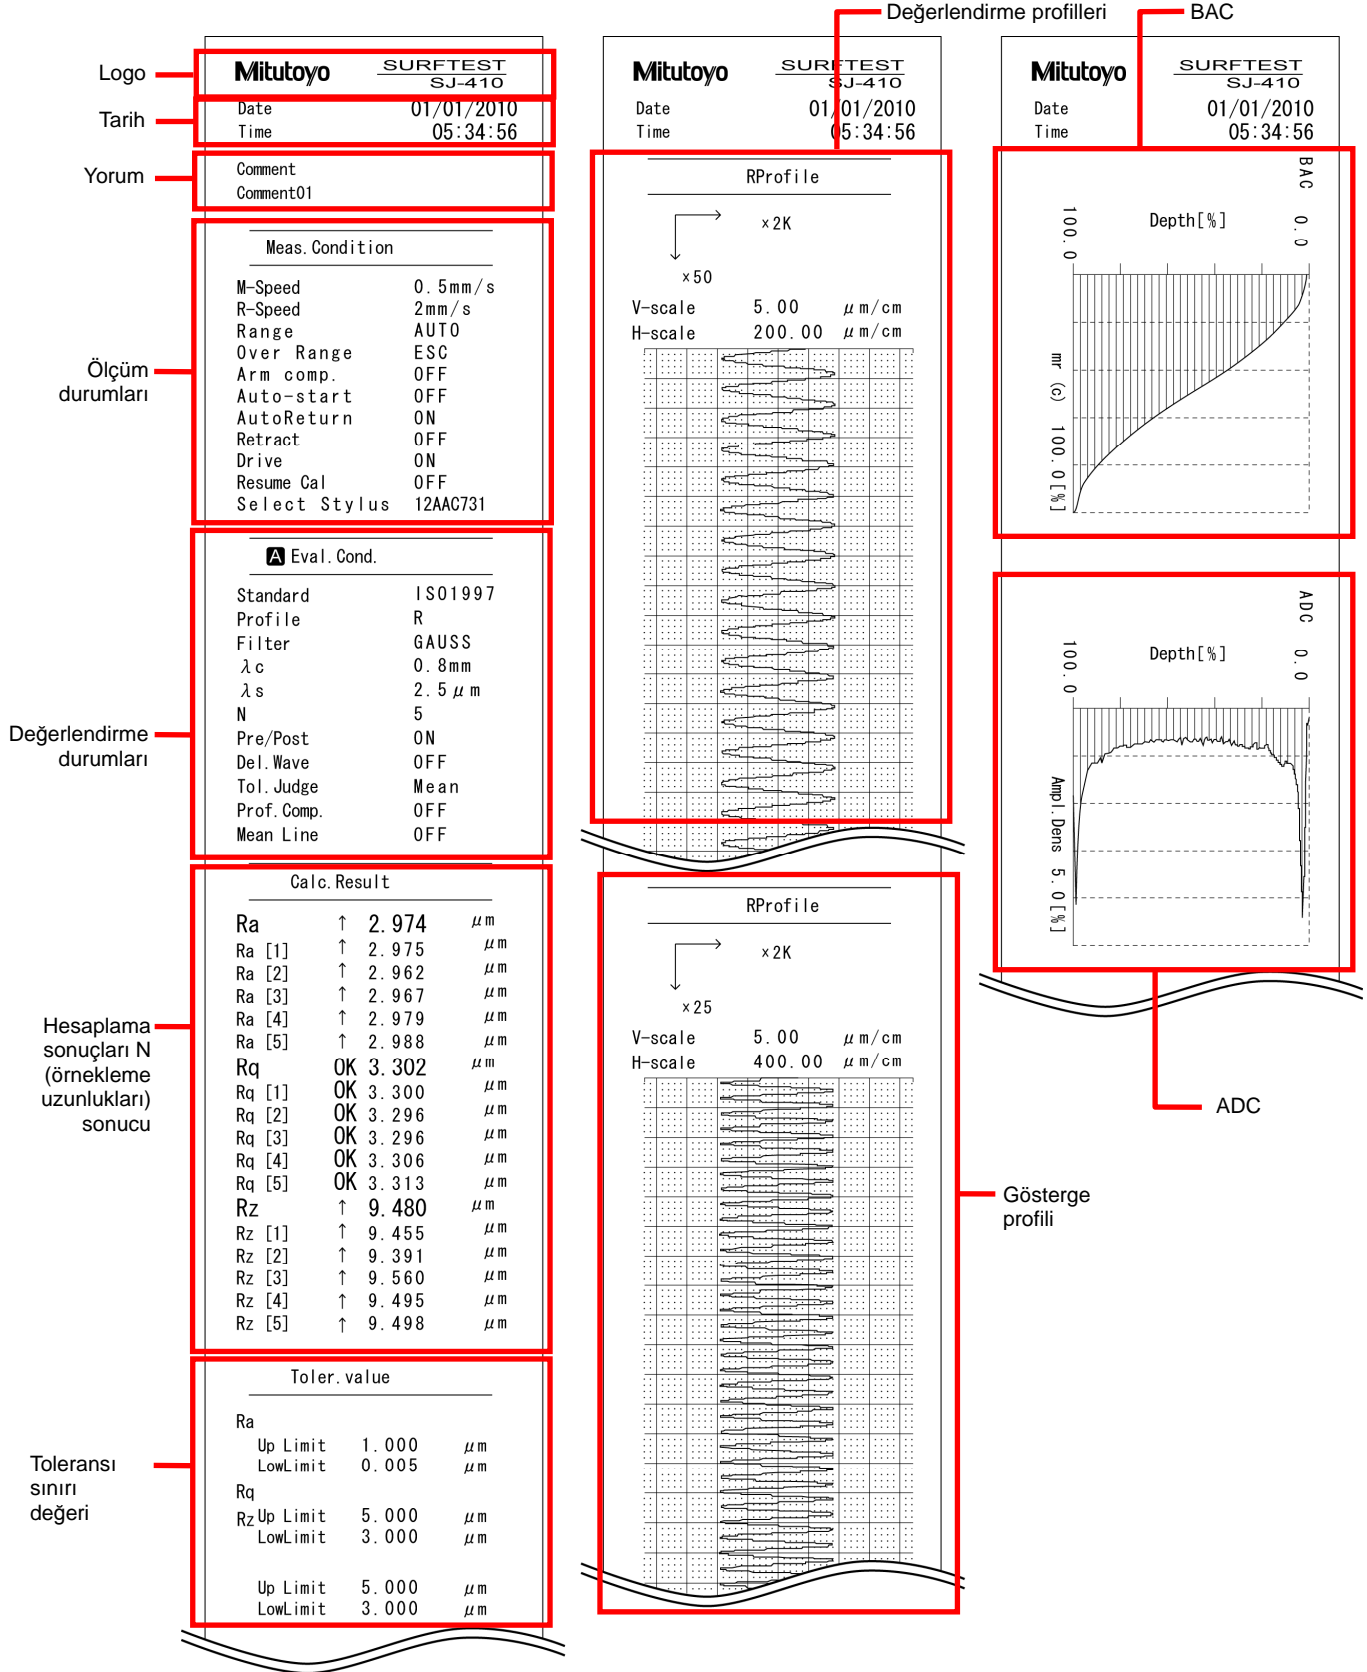 Değerlendirme profilleri
BAC
Logo
Mitutoyo SURFTEST
SJ-410
Tarih
Date 01/01/2010
Time 05:34:56
Yorum
Comment
Comment01
Ölçüm
durumları
Meas.Condition
M-Speed 0.5mm/s
R-Speed 2mm/s
Range AUTO
Over Range ESC
Arm comp. OFF
Auto-start OFF
AutoReturn ON
Retract OFF
Drive ON
Resume Cal OFF
Select Stylus 12AAC731
Değerlendirme
durumları
A Eval.Cond.
Standard ISO1997
Profile R
Filter GAUSS
λc 0.8mm
λs 2.5μm
N 5
Pre/Post ON
Del.Wave OFF
Tol.Judge Mean
Prof.Comp. OFF
Mean Line OFF
Hesaplama
sonuçları N
(örnekleme
uzunlukları)
sonucu
Calc.Result
Ra ↑ 2.974 μm
Ra [1] ↑ 2.975 μm
Ra [2] ↑ 2.962 μm
Ra [3] ↑ 2.967 μm
Ra [4] ↑ 2.979 μm
Ra [5] ↑ 2.988 μm
Rq OK 3.302 μm
Rq [1] OK 3.300 μm
Rq [2] OK 3.296 μm
Rq [3] OK 3.296 μm
Rq [4] OK 3.306 μm
Rq [5] OK 3.313 μm
Rz ↑ 9.480 μm
Rz [1] ↑ 9.455 μm
Rz [2] ↑ 9.391 μm
Rz [3] ↑ 9.560 μm
Rz [4] ↑ 9.495 μm
Rz [5] ↑ 9.498 μm
Toleransı
sınırı
değeri
Toler.value
Ra
Up Limit 1.000 μm
LowLimit 0.005 μm
Rq
Rz Up Limit 5.000 μm
LowLimit 3.000 μm
Up Limit 5.000 μm
LowLimit 3.000 μm
Mitutoyo SURFTEST
SJ-410
Date 01/01/2010
Time 05:34:56
RProfile
×2K
×50
V-scale 5.00 μm/cm
H-scale 200.00 μm/cm
RProfile
×2K
×25
V-scale 5.00 μm/cm
H-scale 400.00 μm/cm
Gösterge
profili
Mitutoyo SURFTEST
SJ-410
Date 01/01/2010
Time 05:34:56
BAC 0.0
Depth[%]
100.0
mr (c) 100.0[%]
ADC 0.0
Depth[%]
100.0
Ampl.Dens 5.0[%]
ADC